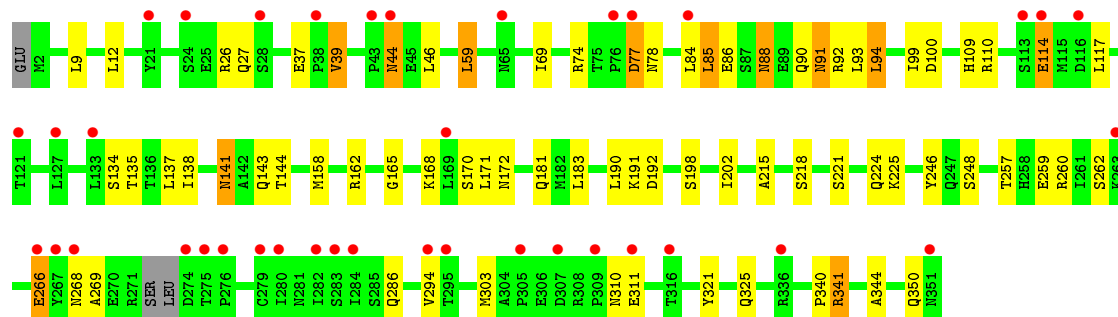 GLU M2 L9 L12 Y21 S24 E25 R26 Q27 S28 E37 P38 V39 P43 N44 E45 L46 L59 N65 I69 R74 T75 P76 D77 N78 L84 L85 E86 S87 N88 E89 Q90 N91 R92 L93 L94 I99 D100 H109 R110 S113 E114 M115 D116 L117
T121 L127 L133 S134 T135 T136 L137 I138 N141 A142 Q143 T144 M158 R162 G165 K168 L169 S170 L171 N172 Q181 M182 L183 L190 K191 D192 S198 I202 A215 S218 S221 Q224 K225 Y246 Q247 S248 T257 H258 E259 R260 I261 S262 K263
E266 Y267 N268 A269 E270 R271 SER LEU D274 T275 P276 C279 I280 N281 I282 S283 I284 S285 Q286 V294 T295 M303 A304 P305 E306 D307 R308 P309 N310 E311 T316 Y321 Q325 R336 P340 R341 A344 Q350 N351